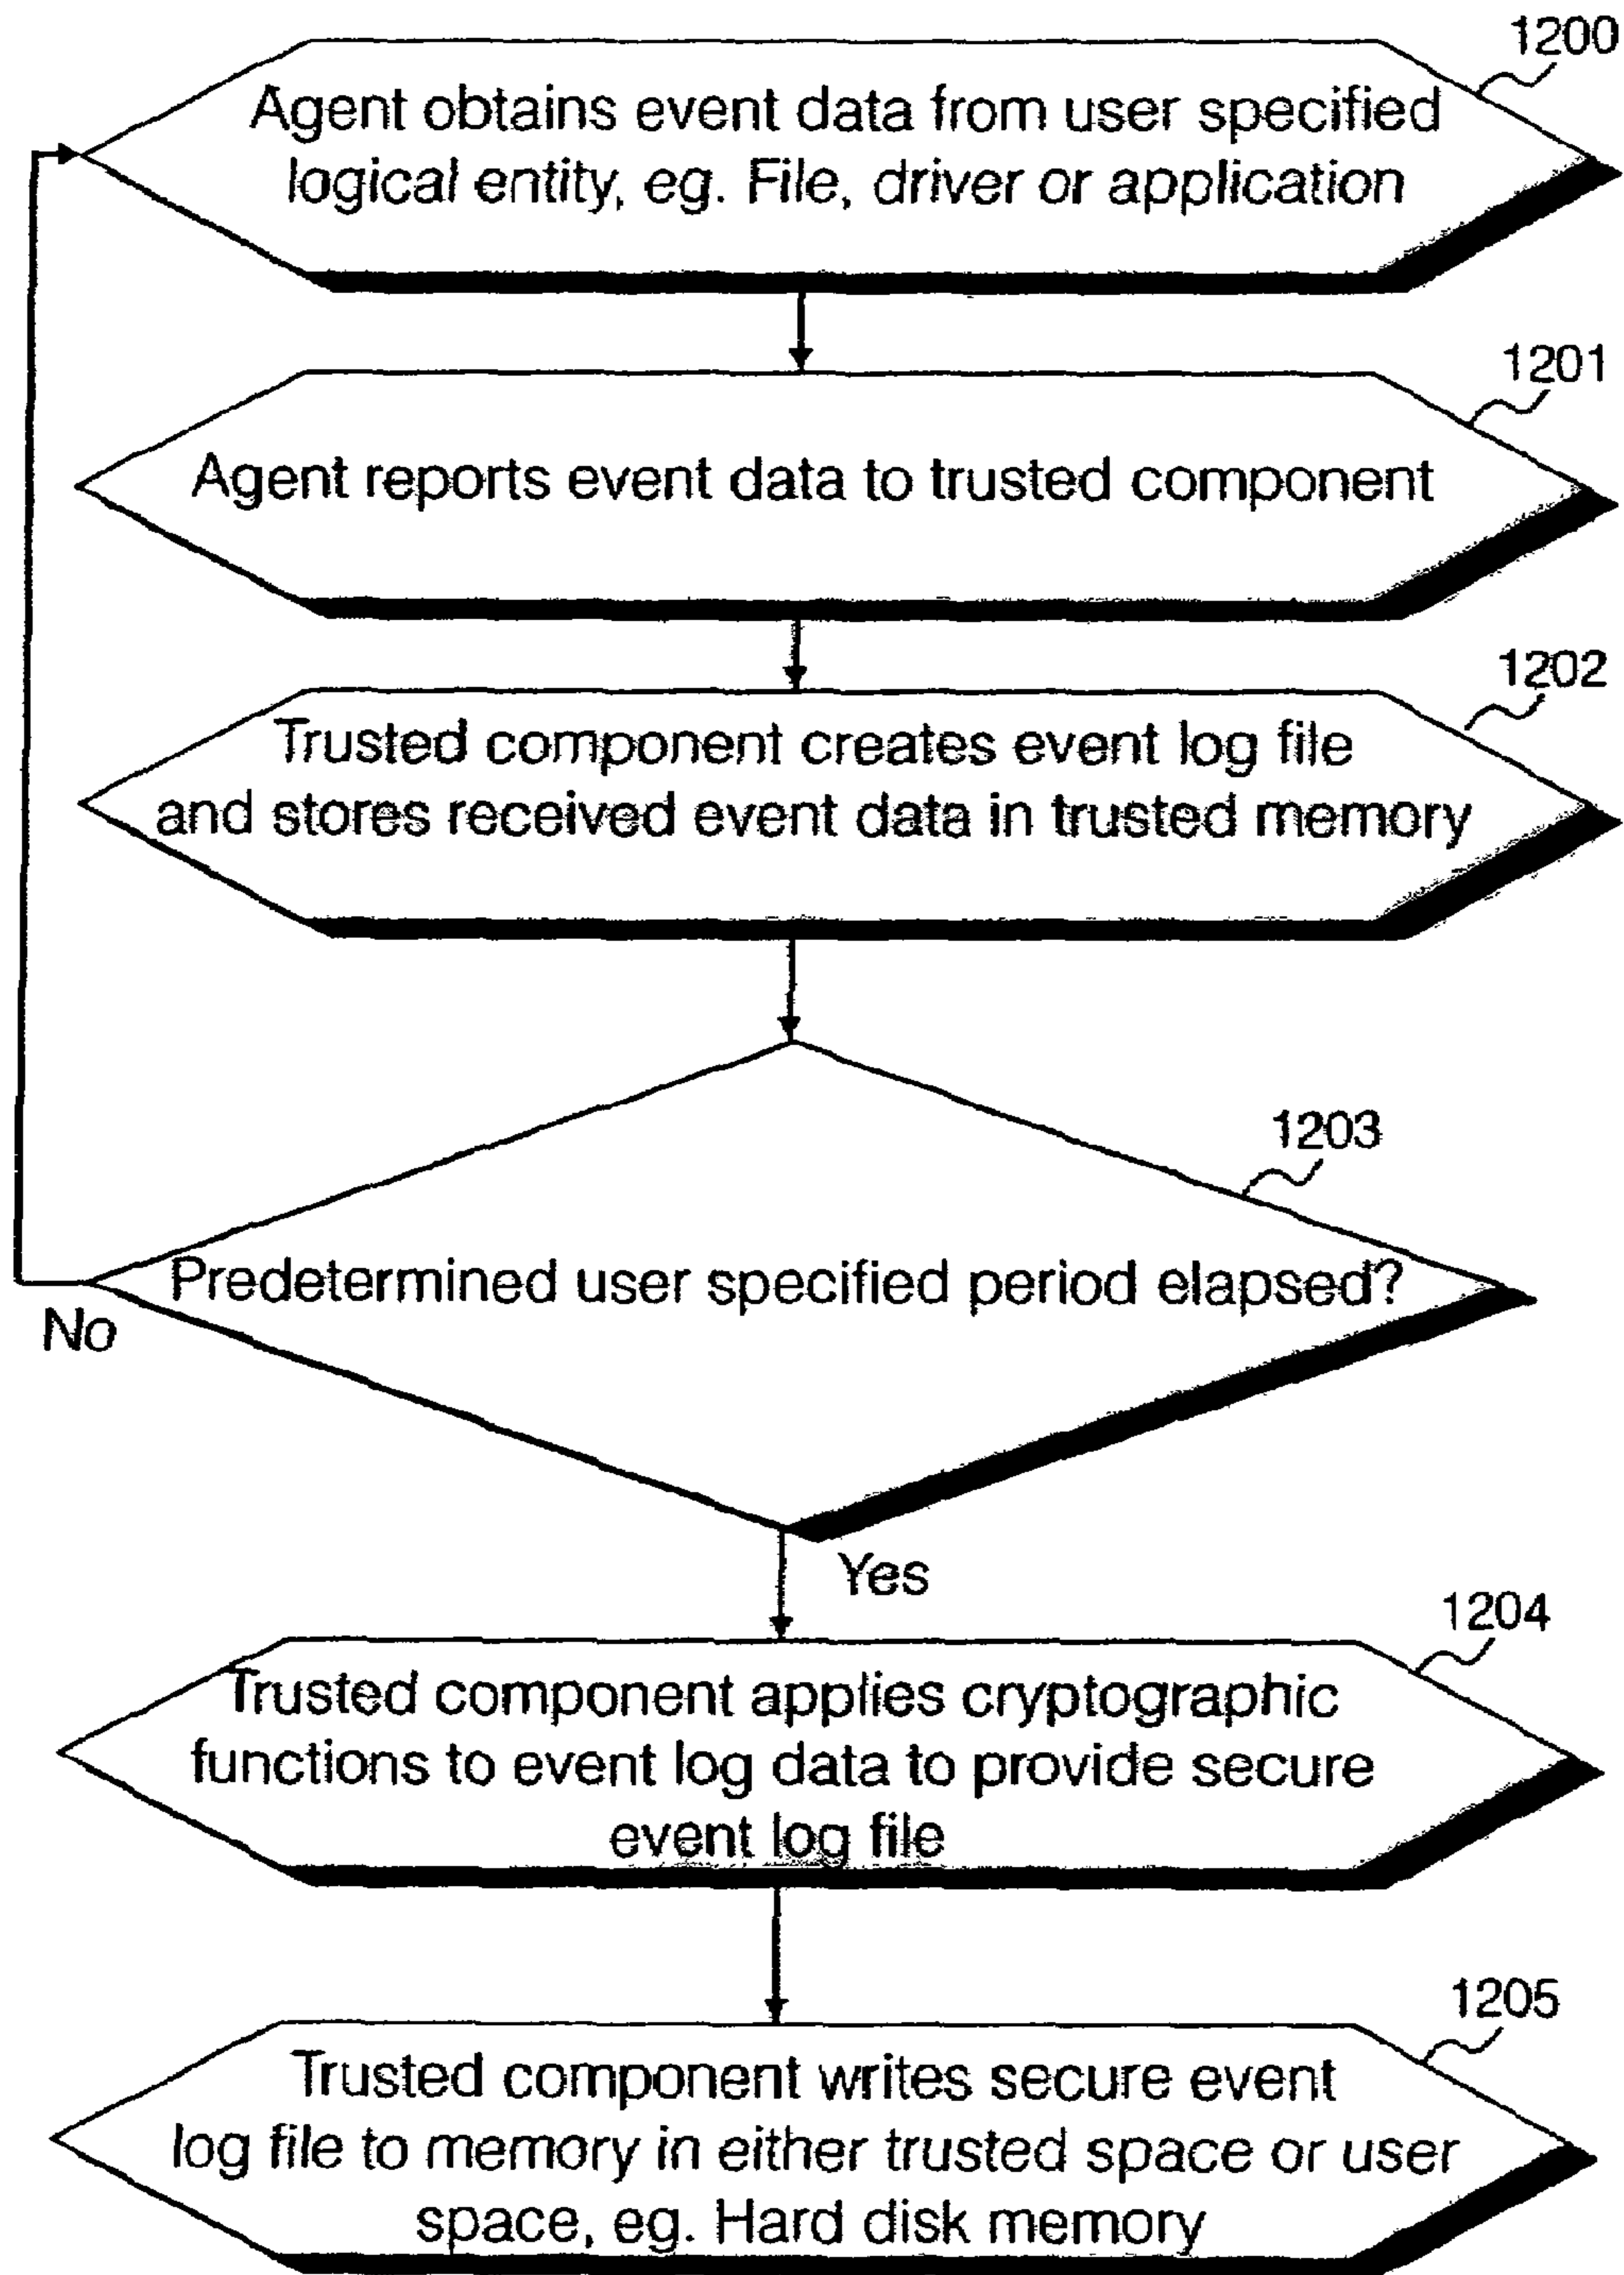 1200
Agent obtains event data from user specified
logical entity, eg. File, driver or application
1201
Agent reports event data to trusted component
1202
Trusted component creates event log file
and stores received event data in trusted memory
1203
Predetermined user specified period elapsed?
No
Yes
1204
Trusted component applies cryptographic
functions to event log data to provide secure
event log file
1205
Trusted component writes secure event
log file to memory in either trusted space or user
space, eg. Hard disk memory